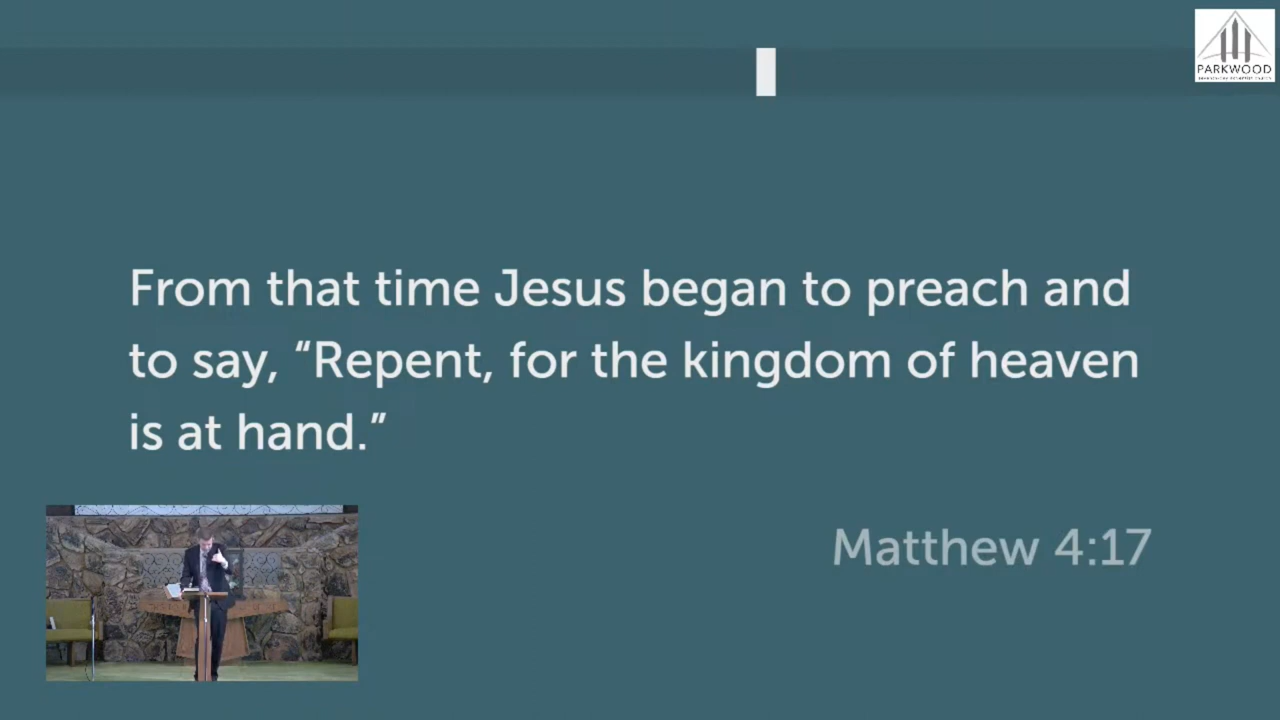 PARKWOOD
From that time Jesus began to preach and
to say, “Repent, for the kingdom of heaven
is at hand.”
Matthew 4:17